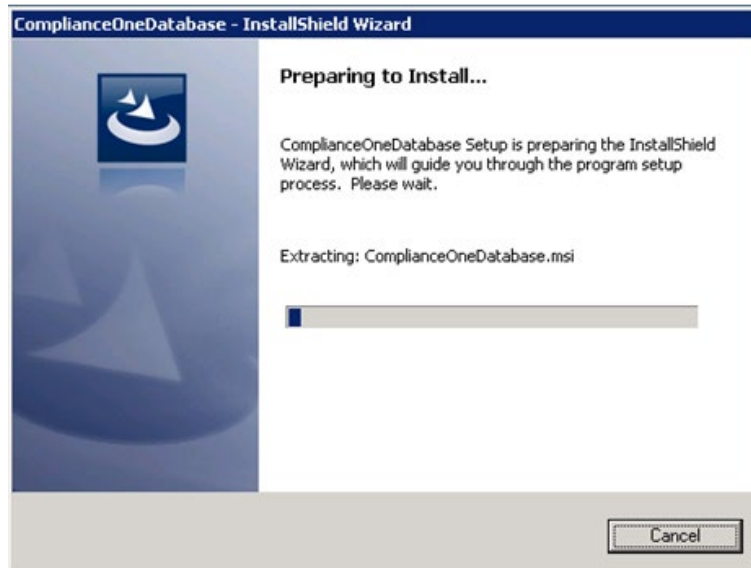 ComplianceOneDatabase - InstallShield Wizard
Preparing to Install...
ComplianceOneDatabase Setup is preparing the InstallShield
Wizard, which will guide you through the program setup
process. Please wait.
Extracting: ComplianceOneDatabase.msi
Cancel